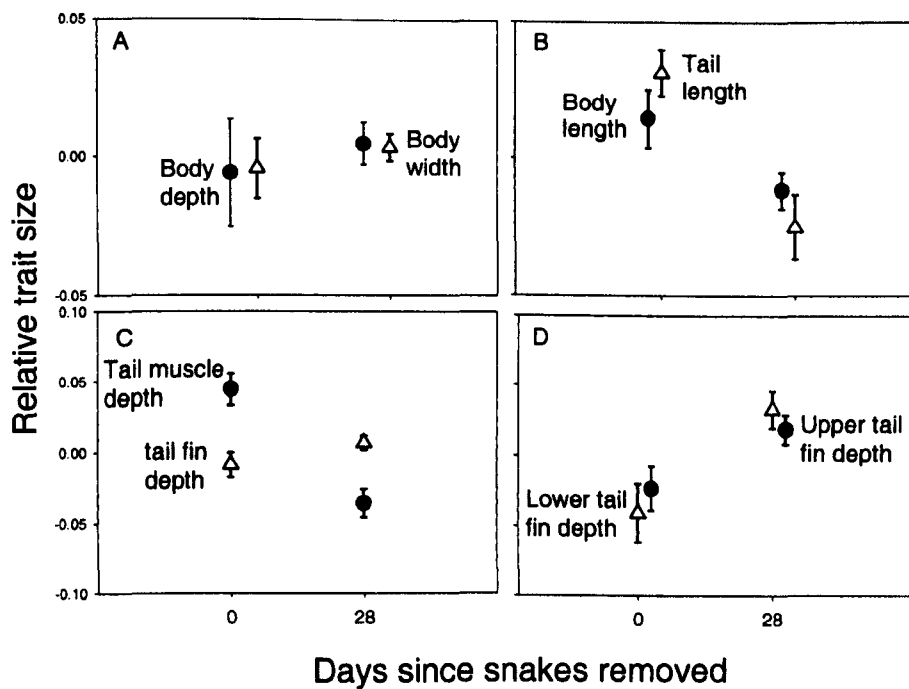 0.05
A
Body
depth
Body
width
0.00
-0.05
B
Body
length
Tail
length
0.10
C
Tail muscle
depth
0.05
tail fin
depth
0.00
-0.05
-0.10
D
Lower tail
fin depth
Upper tail
fin depth
0
28
0
28
Relative trait size
Days since snakes removed